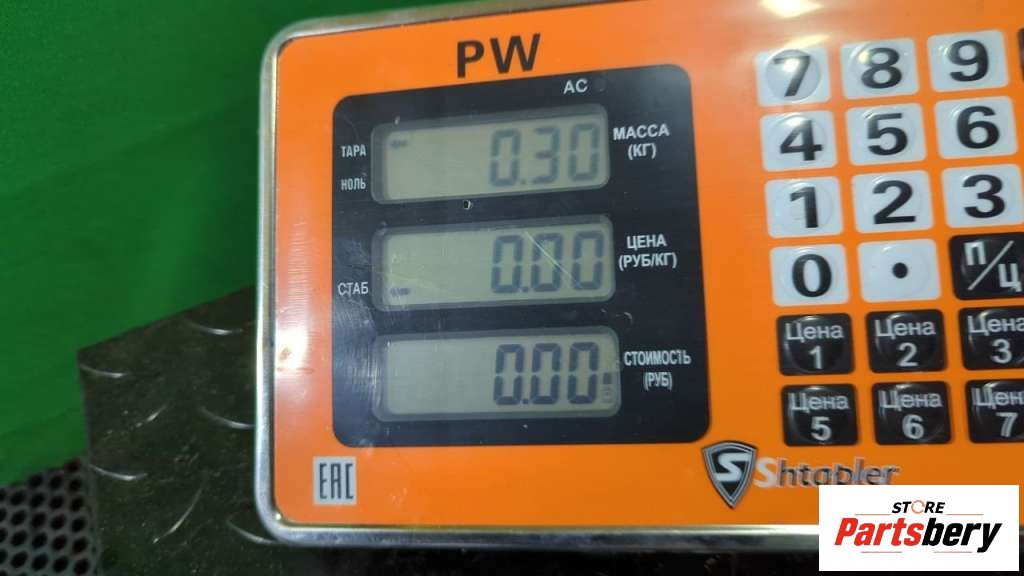 PW
AC
ТАРА
НОЛЬ
0.30
МАССА
(КГ)
СТАБ
0.00
ЦЕНА
(РУБ/КГ)
0.00
СТОИМОСТЬ
(РУБ)
7 8 9
4 5 6
1 2 3
0 . П/Ц
Цена 1
Цена 2
Цена 3
Цена 5
Цена 6
Цена 7
EAC
S Shtapler
STORE
Partsbery